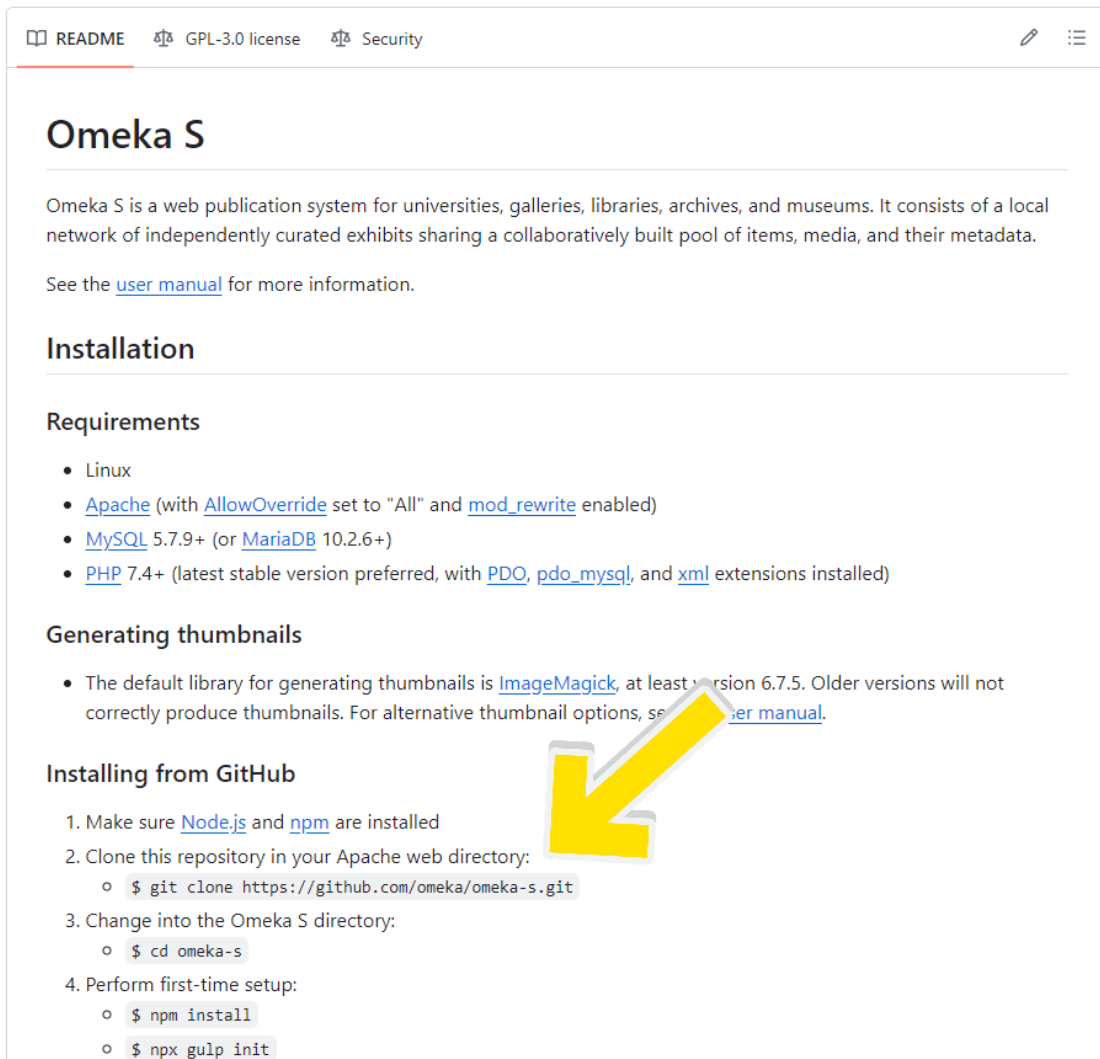 README GPL-3.0 license Security
Omeka S
Omeka S is a web publication system for universities, galleries, libraries, archives, and museums. It consists of a local
network of independently curated exhibits sharing a collaboratively built pool of items, media, and their metadata.
See the user manual for more information.
Installation
Requirements
• Linux
• Apache (with AllowOverride set to "All" and mod_rewrite enabled)
• MySQL 5.7.9+ (or MariaDB 10.2.6+)
• PHP 7.4+ (latest stable version preferred, with PDO, pdo_mysql, and xml extensions installed)
Generating thumbnails
• The default library for generating thumbnails is ImageMagick, at least version 6.7.5. Older versions will not
correctly produce thumbnails. For alternative thumbnail options, user manual.
Installing from GitHub
1. Make sure Node.js and npm are installed
2. Clone this repository in your Apache web directory:
$ git clone https://github.com/omeka/omeka-s.git
3. Change into the Omeka S directory:
$ cd omeka-s
4. Perform first-time setup:
$ npm install
$ npx gulp init